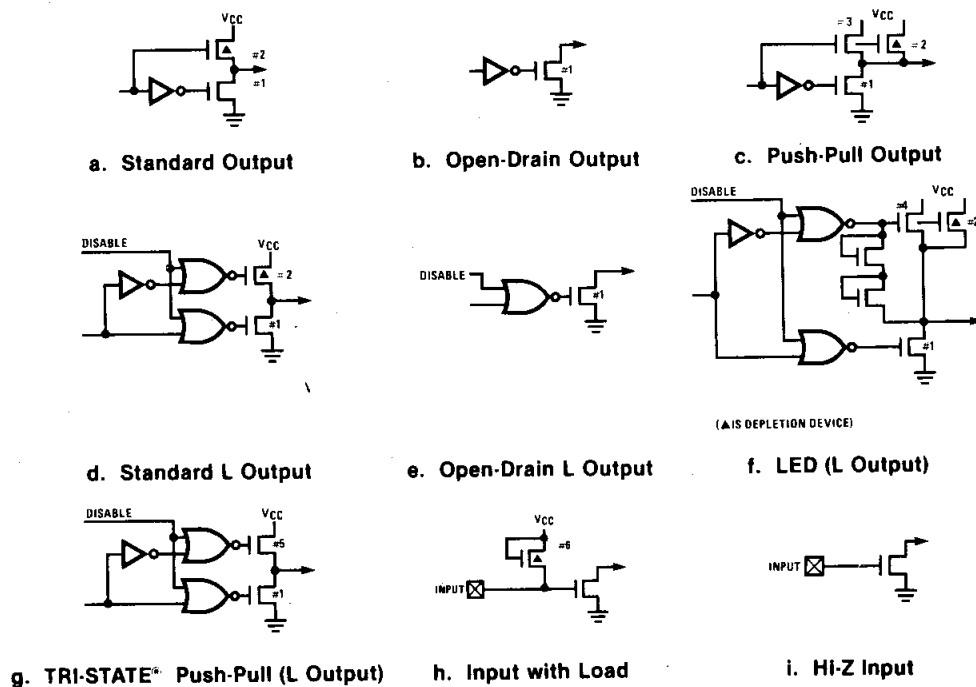 VCC
#2
#1
a. Standard Output
#1
b. Open-Drain Output
#3
VCC
#2
#1
c. Push-Pull Output
DISABLE
VCC
#2
#1
d. Standard L Output
DISABLE
#1
e. Open-Drain L Output
DISABLE
#4
VCC
#2
#1
(▲IS DEPLETION DEVICE)
f. LED (L Output)
DISABLE
VCC
#5
#1
g. TRI-STATE® Push-Pull (L Output)
VCC
#6
INPUT
h. Input with Load
INPUT
i. Hi-Z Input